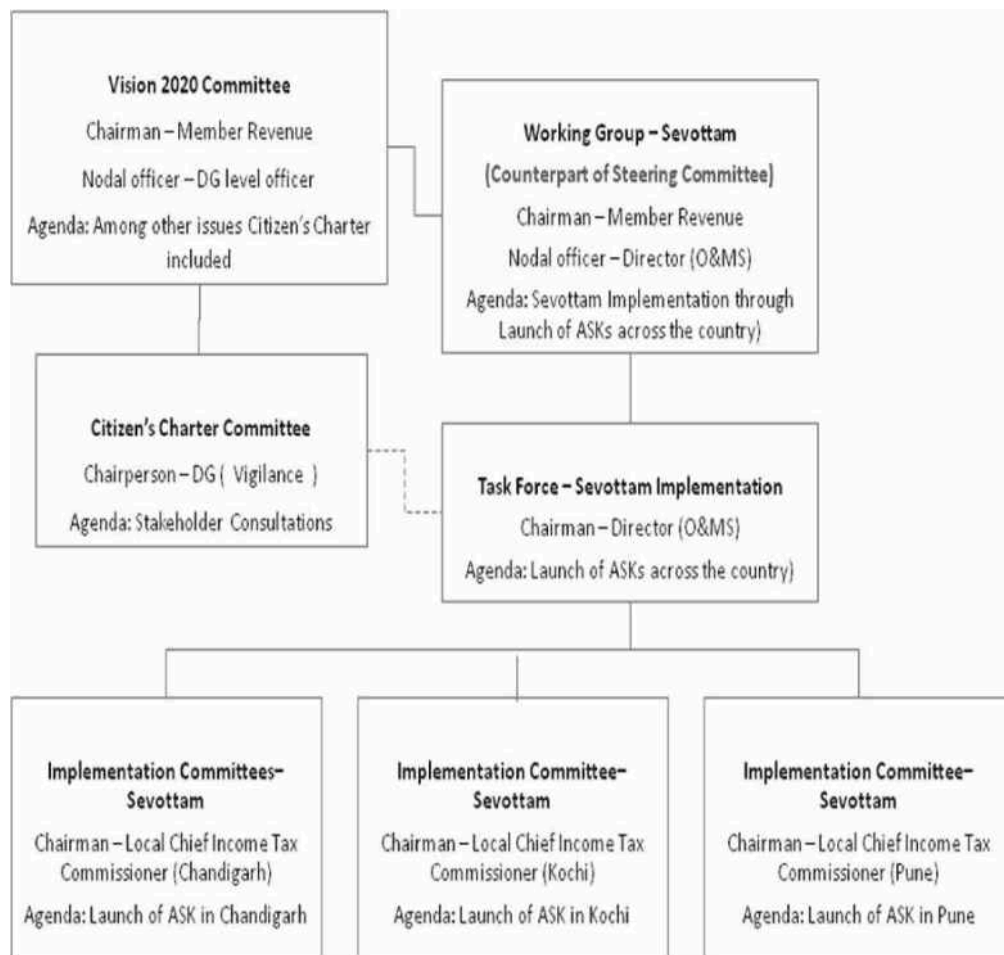 Vision 2020 Committee
Chairman – Member Revenue
Nodal officer – DG level officer
Agenda: Among other issues Citizen's Charter
included
Working Group – Sevottam
(Counterpart of Steering Committee)
Chairman – Member Revenue
Nodal officer – Director (O&MS)
Agenda: Sevottam Implementation through
Launch of ASKs across the country)
Citizen's Charter Committee
Chairperson – DG ( Vigilance )
Agenda: Stakeholder Consultations
Task Force – Sevottam Implementation
Chairman – Director (O&MS)
Agenda: Launch of ASKs across the country)
Implementation Committees–
Sevottam
Chairman – Local Chief Income Tax
Commissioner (Chandigarh)
Agenda: Launch of ASK in Chandigarh
Implementation Committee–
Sevottam
Chairman – Local Chief Income Tax
Commissioner (Kochi)
Agenda: Launch of ASK in Kochi
Implementation Committee–
Sevottam
Chairman – Local Chief Income Tax
Commissioner (Pune)
Agenda: Launch of ASK in Pune